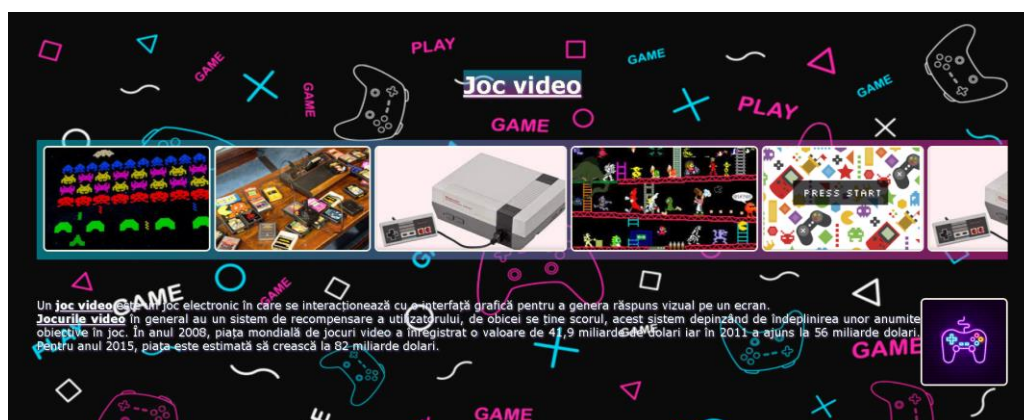 PLAY
GAME
GAME
GAME
GAME
PLAY
GAME
Joc video
PRESS START
GAME
GAME
Un joc video este un joc electronic în care se interacționează cu o interfață grafică pentru a genera răspuns vizual pe un ecran.
Jocurile video în general au un sistem de recompensare a utilizatorului, de obicei se ține scorul, acest sistem depinzând de îndeplinirea unor anumite
obiective în joc. În anul 2008, piața mondială de jocuri video a înregistrat o valoare de 41,9 miliarde de dolari iar în 2011 a ajuns la 56 miliarde dolari.
Pentru anul 2015, piața este estimată să crească la 82 miliarde dolari.
PLAY
GAME
GAME
GAME